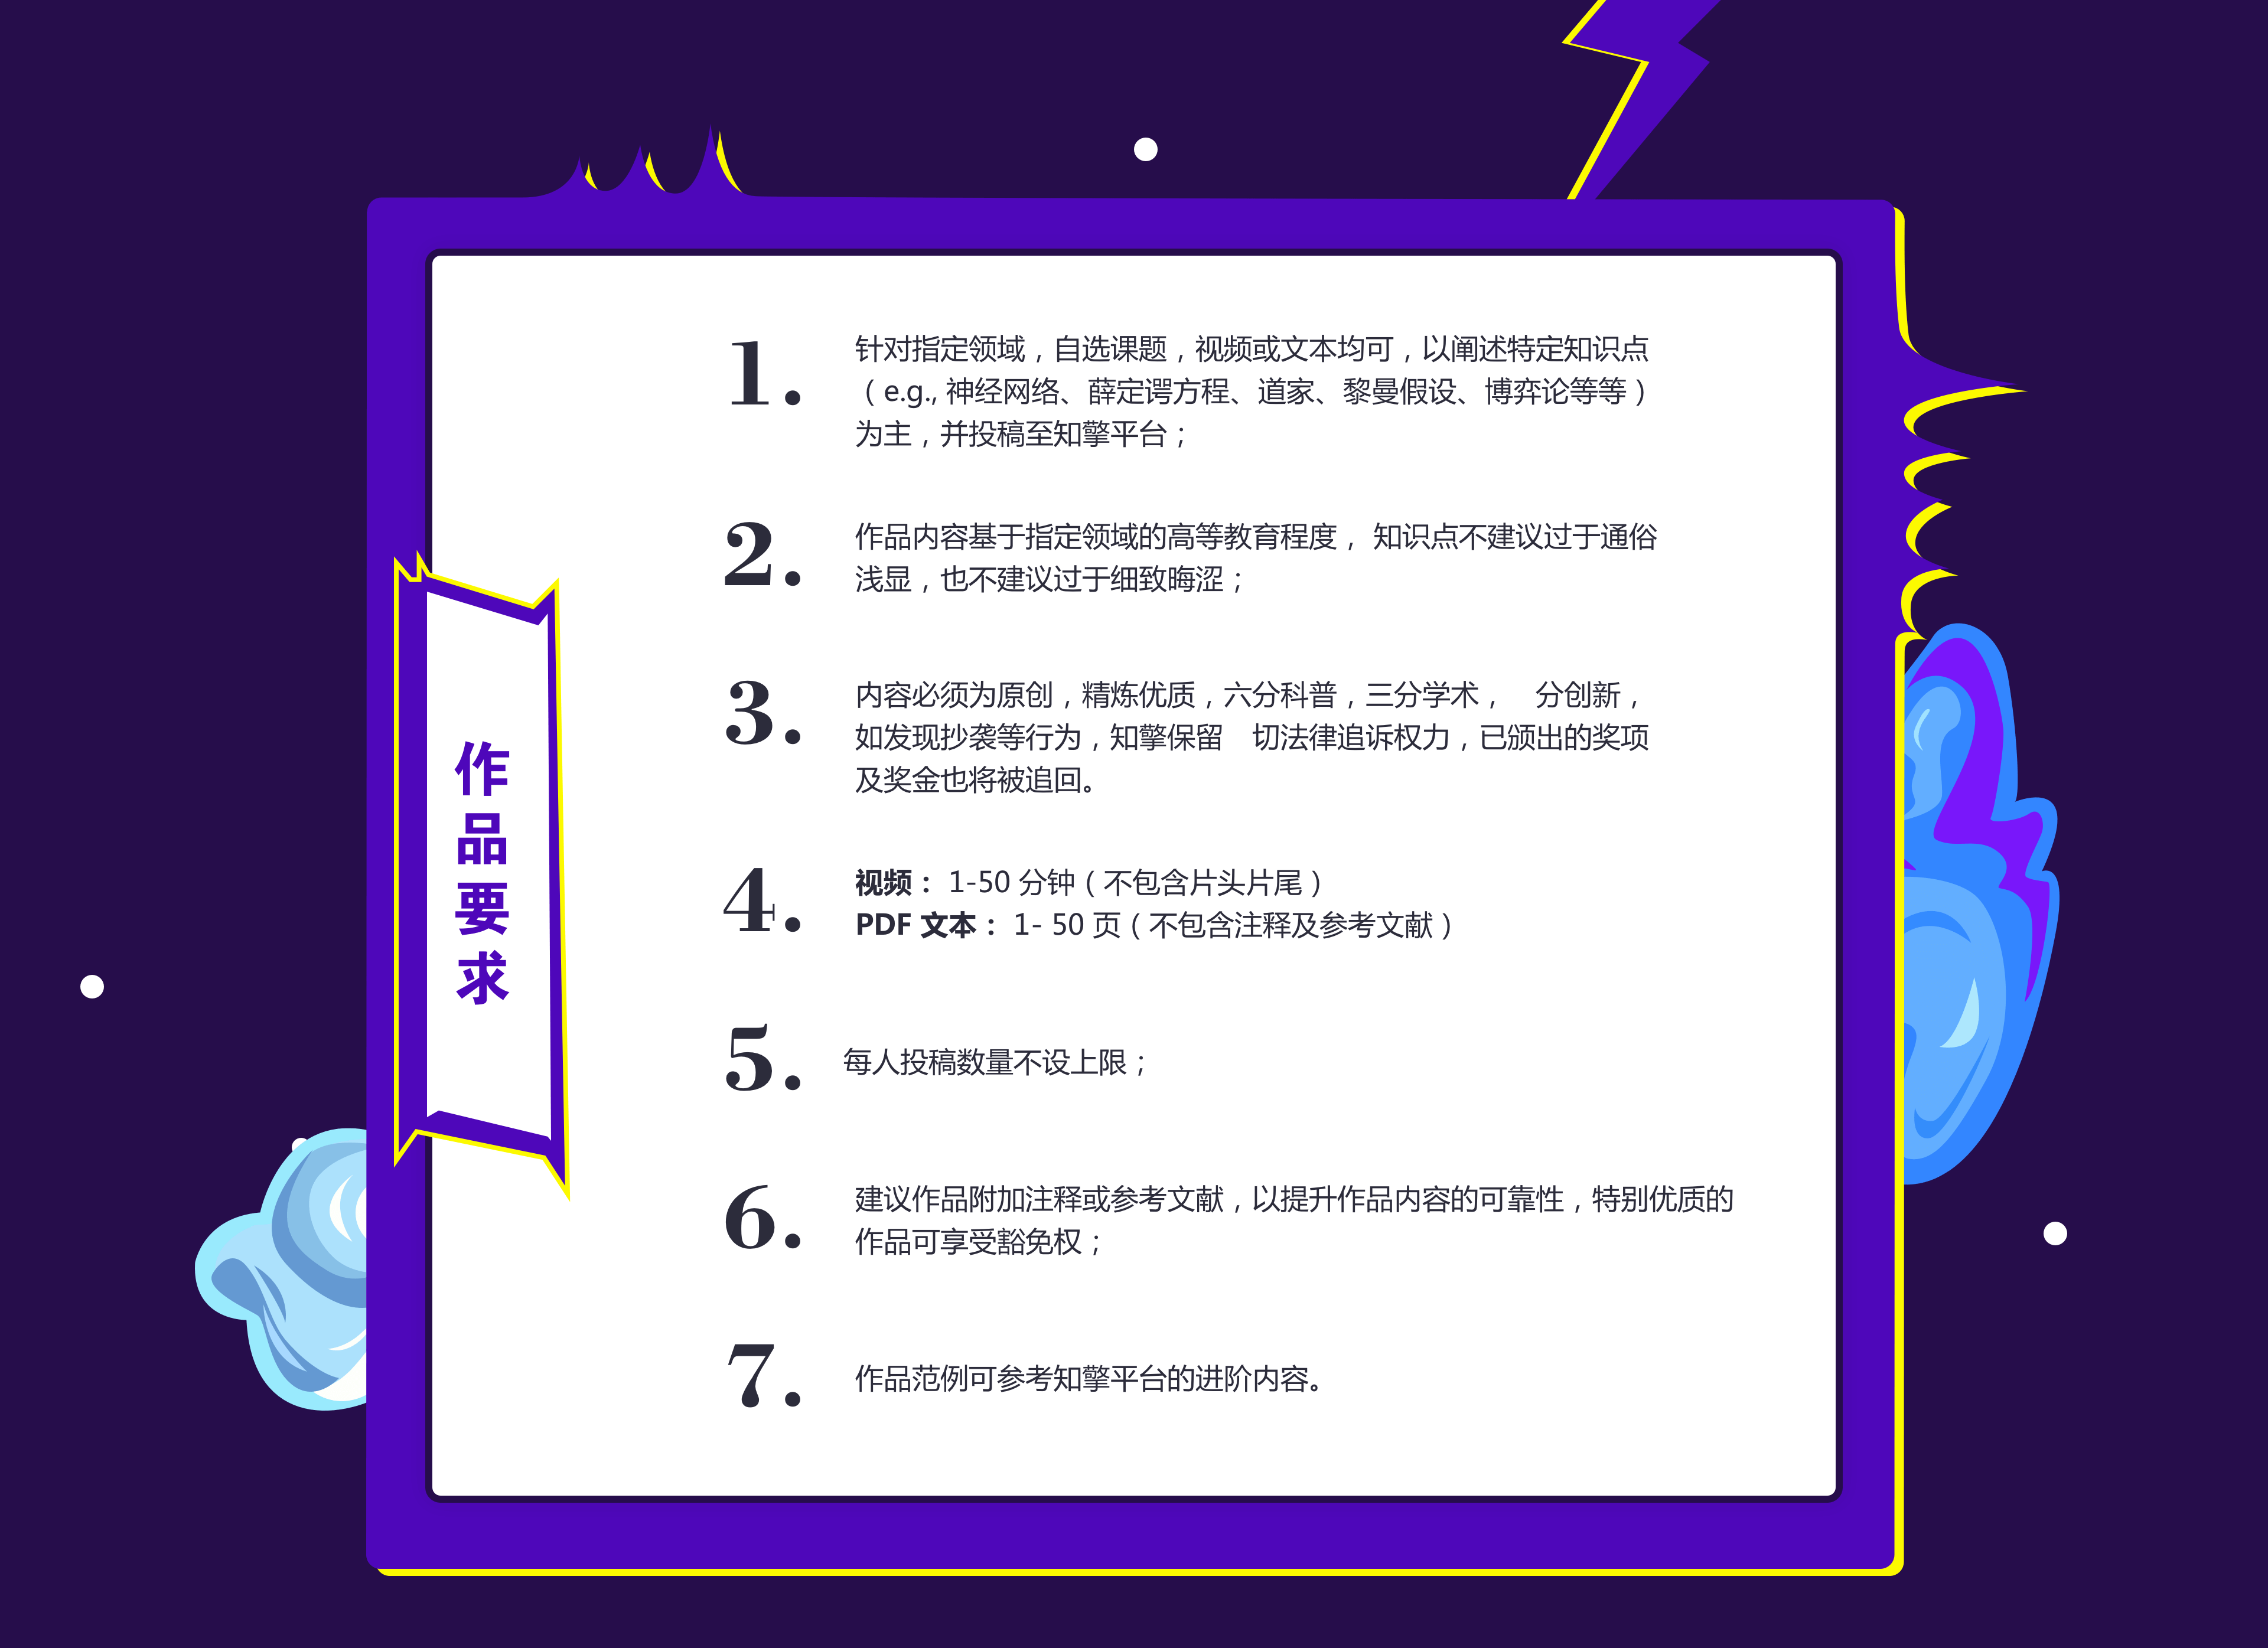 作品要求
1. 针对指定领域，自选课题，视频或文本均可，以阐述特定知识点
（e.g., 神经网络、薛定谔方程、道家、黎曼假设、博弈论等等）
为主，并投稿至知擎平台；
2. 作品内容基于指定领域的高等教育程度， 知识点不建议过于通俗
浅显，也不建议过于细致晦涩；
3. 内容必须为原创，精炼优质，六分科普，三分学术，　分创新，
如发现抄袭等行为，知擎保留　切法律追诉权力，已颁出的奖项
及奖金也将被追回。
4. 视频： 1-50 分钟（不包含片头片尾）
PDF 文本： 1- 50 页（不包含注释及参考文献）
5. 每人投稿数量不设上限；
6. 建议作品附加注释或参考文献，以提升作品内容的可靠性，特别优质的
作品可享受豁免权；
7. 作品范例可参考知擎平台的进阶内容。